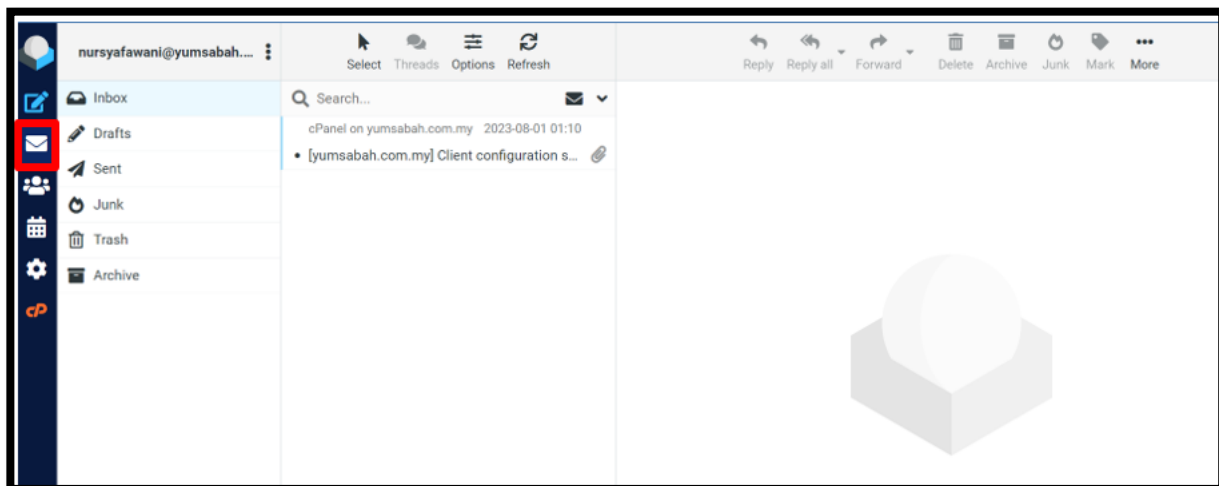 nursyafawani@yumsabah....
Select Threads Options Refresh
Reply Reply all Forward Delete Archive Junk Mark More
Inbox
Drafts
Sent
Junk
Trash
Archive
cP
Search...
cPanel on yumsabah.com.my 2023-08-01 01:10
• [yumsabah.com.my] Client configuration s...